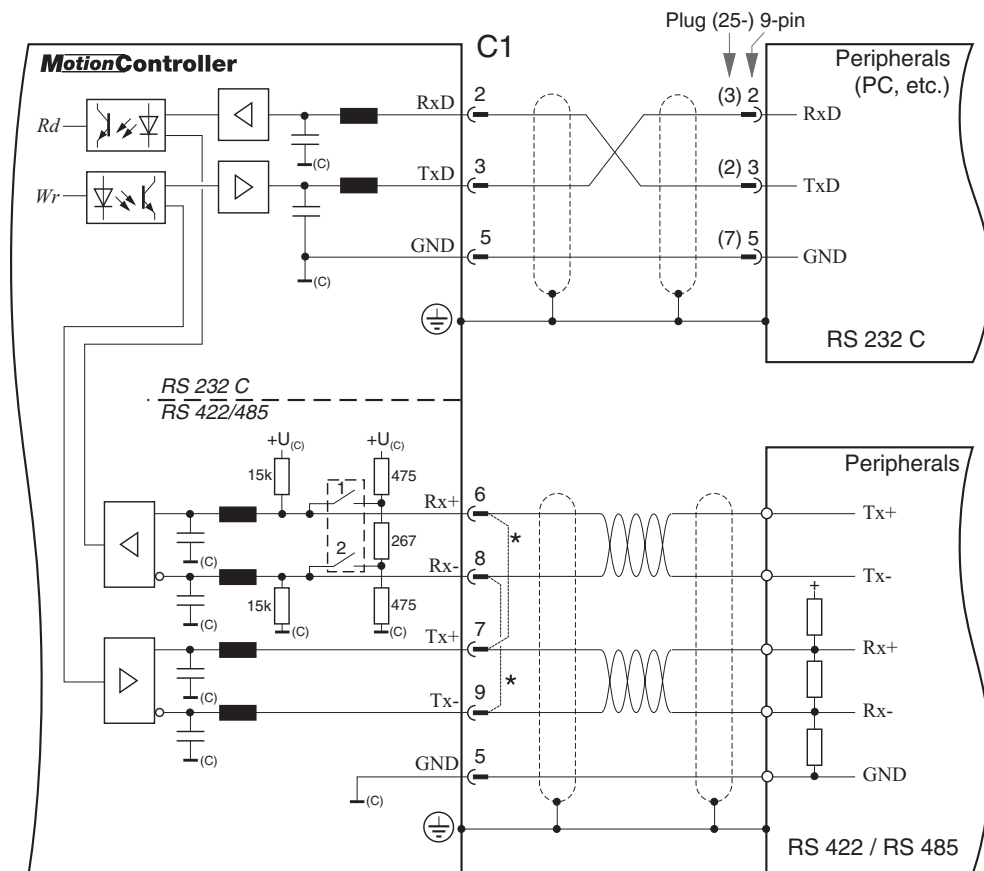 Plug (25-) 9-pin
C1
MotionController
Peripherals
(PC, etc.)
Rd
RxD 2 (3) 2 RxD
(C)
Wr
TxD 3 (2) 3 TxD
GND 5 (7) 5 GND
(C)
RS 232 C
RS 232 C
RS 422/485
+U(C) +U(C)
Peripherals
15k 475
1
Rx+ 6 Tx+
*
(C)
2 267
Rx- 8 Tx-
(C)
15k 475
+
(C) (C)
Tx+ 7 Rx+
(C)
*
Tx- 9 Rx-
(C)
GND 5 GND
(C)
RS 422 / RS 485